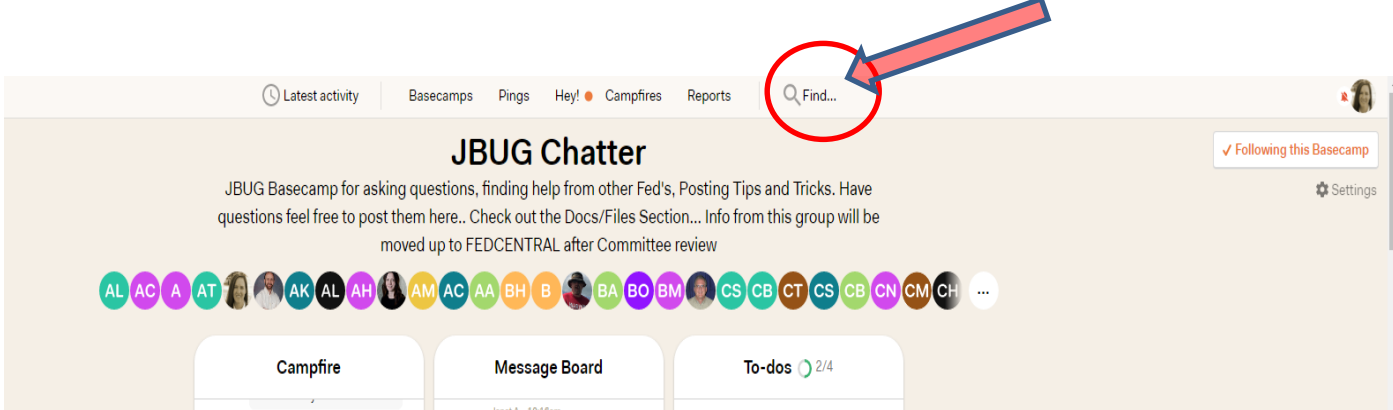 Latest activity Basecamps Pings Hey! Campfires Reports Find...
JBUG Chatter
✓ Following this Basecamp
JBUG Basecamp for asking questions, finding help from other Fed's, Posting Tips and Tricks. Have
Settings
questions feel free to post them here.. Check out the Docs/Files Section... Info from this group will be
moved up to FEDCENTRAL after Committee review
AL AC A AT AK AL AH AM AC AA BH B BA BO BM CS CB CT CS CB CN CM CH ...
Campfire Message Board To-dos 2/4